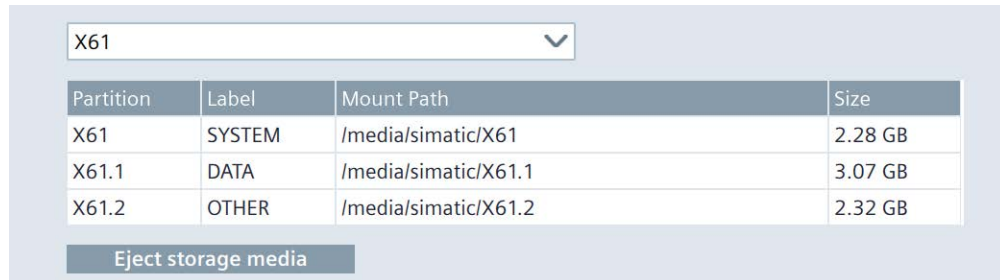 X61
Partition Label Mount Path Size
X61 SYSTEM /media/simatic/X61 2.28 GB
X61.1 DATA /media/simatic/X61.1 3.07 GB
X61.2 OTHER /media/simatic/X61.2 2.32 GB
Eject storage media